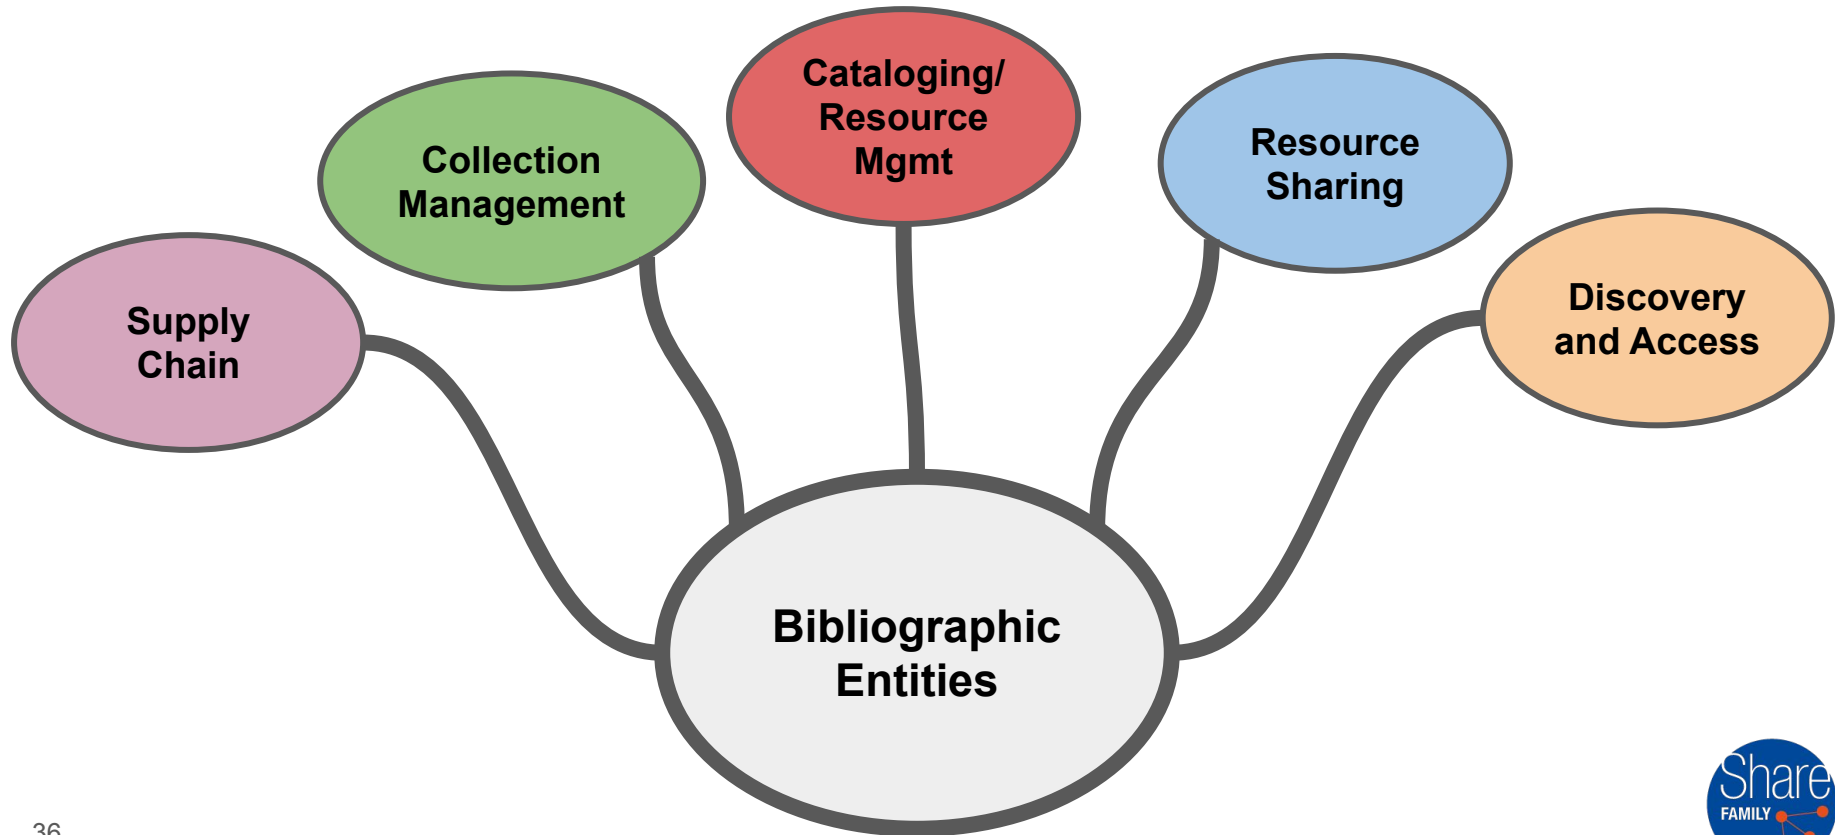 Cataloging/
Resource
Mgmt
Collection
Management
Resource
Sharing
Supply
Chain
Discovery
and Access
Bibliographic
Entities
Share
FAMILY
36